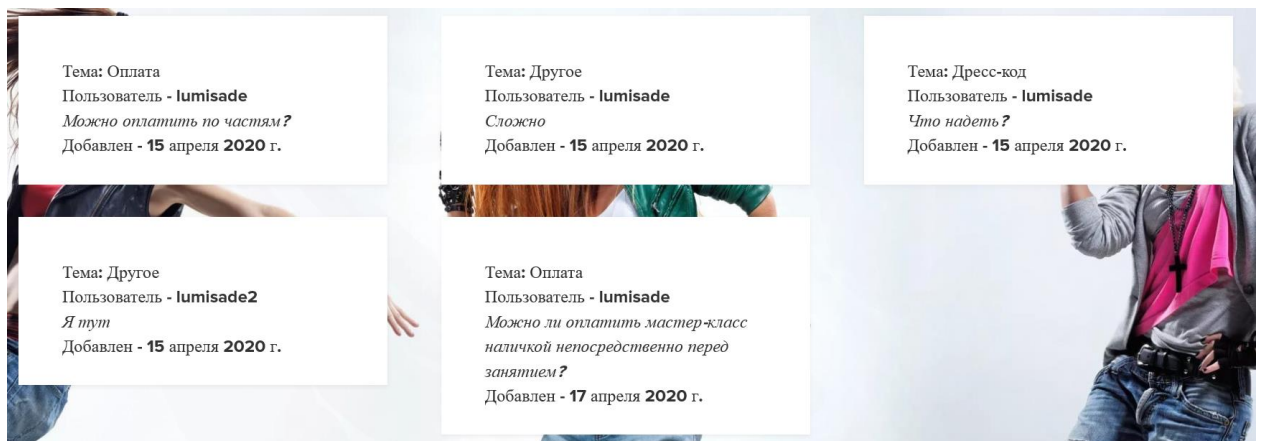 Тема: Оплата
Пользователь - lumisade
Можно оплатить по частям?
Добавлен - 15 апреля 2020 г.
Тема: Другое
Пользователь - lumisade
Сложно
Добавлен - 15 апреля 2020 г.
Тема: Дресс-код
Пользователь - lumisade
Что надеть?
Добавлен - 15 апреля 2020 г.
Тема: Другое
Пользователь - lumisade2
Я тут
Добавлен - 15 апреля 2020 г.
Тема: Оплата
Пользователь - lumisade
Можно ли оплатить мастер-класс
наличкой непосредственно перед
занятием?
Добавлен - 17 апреля 2020 г.